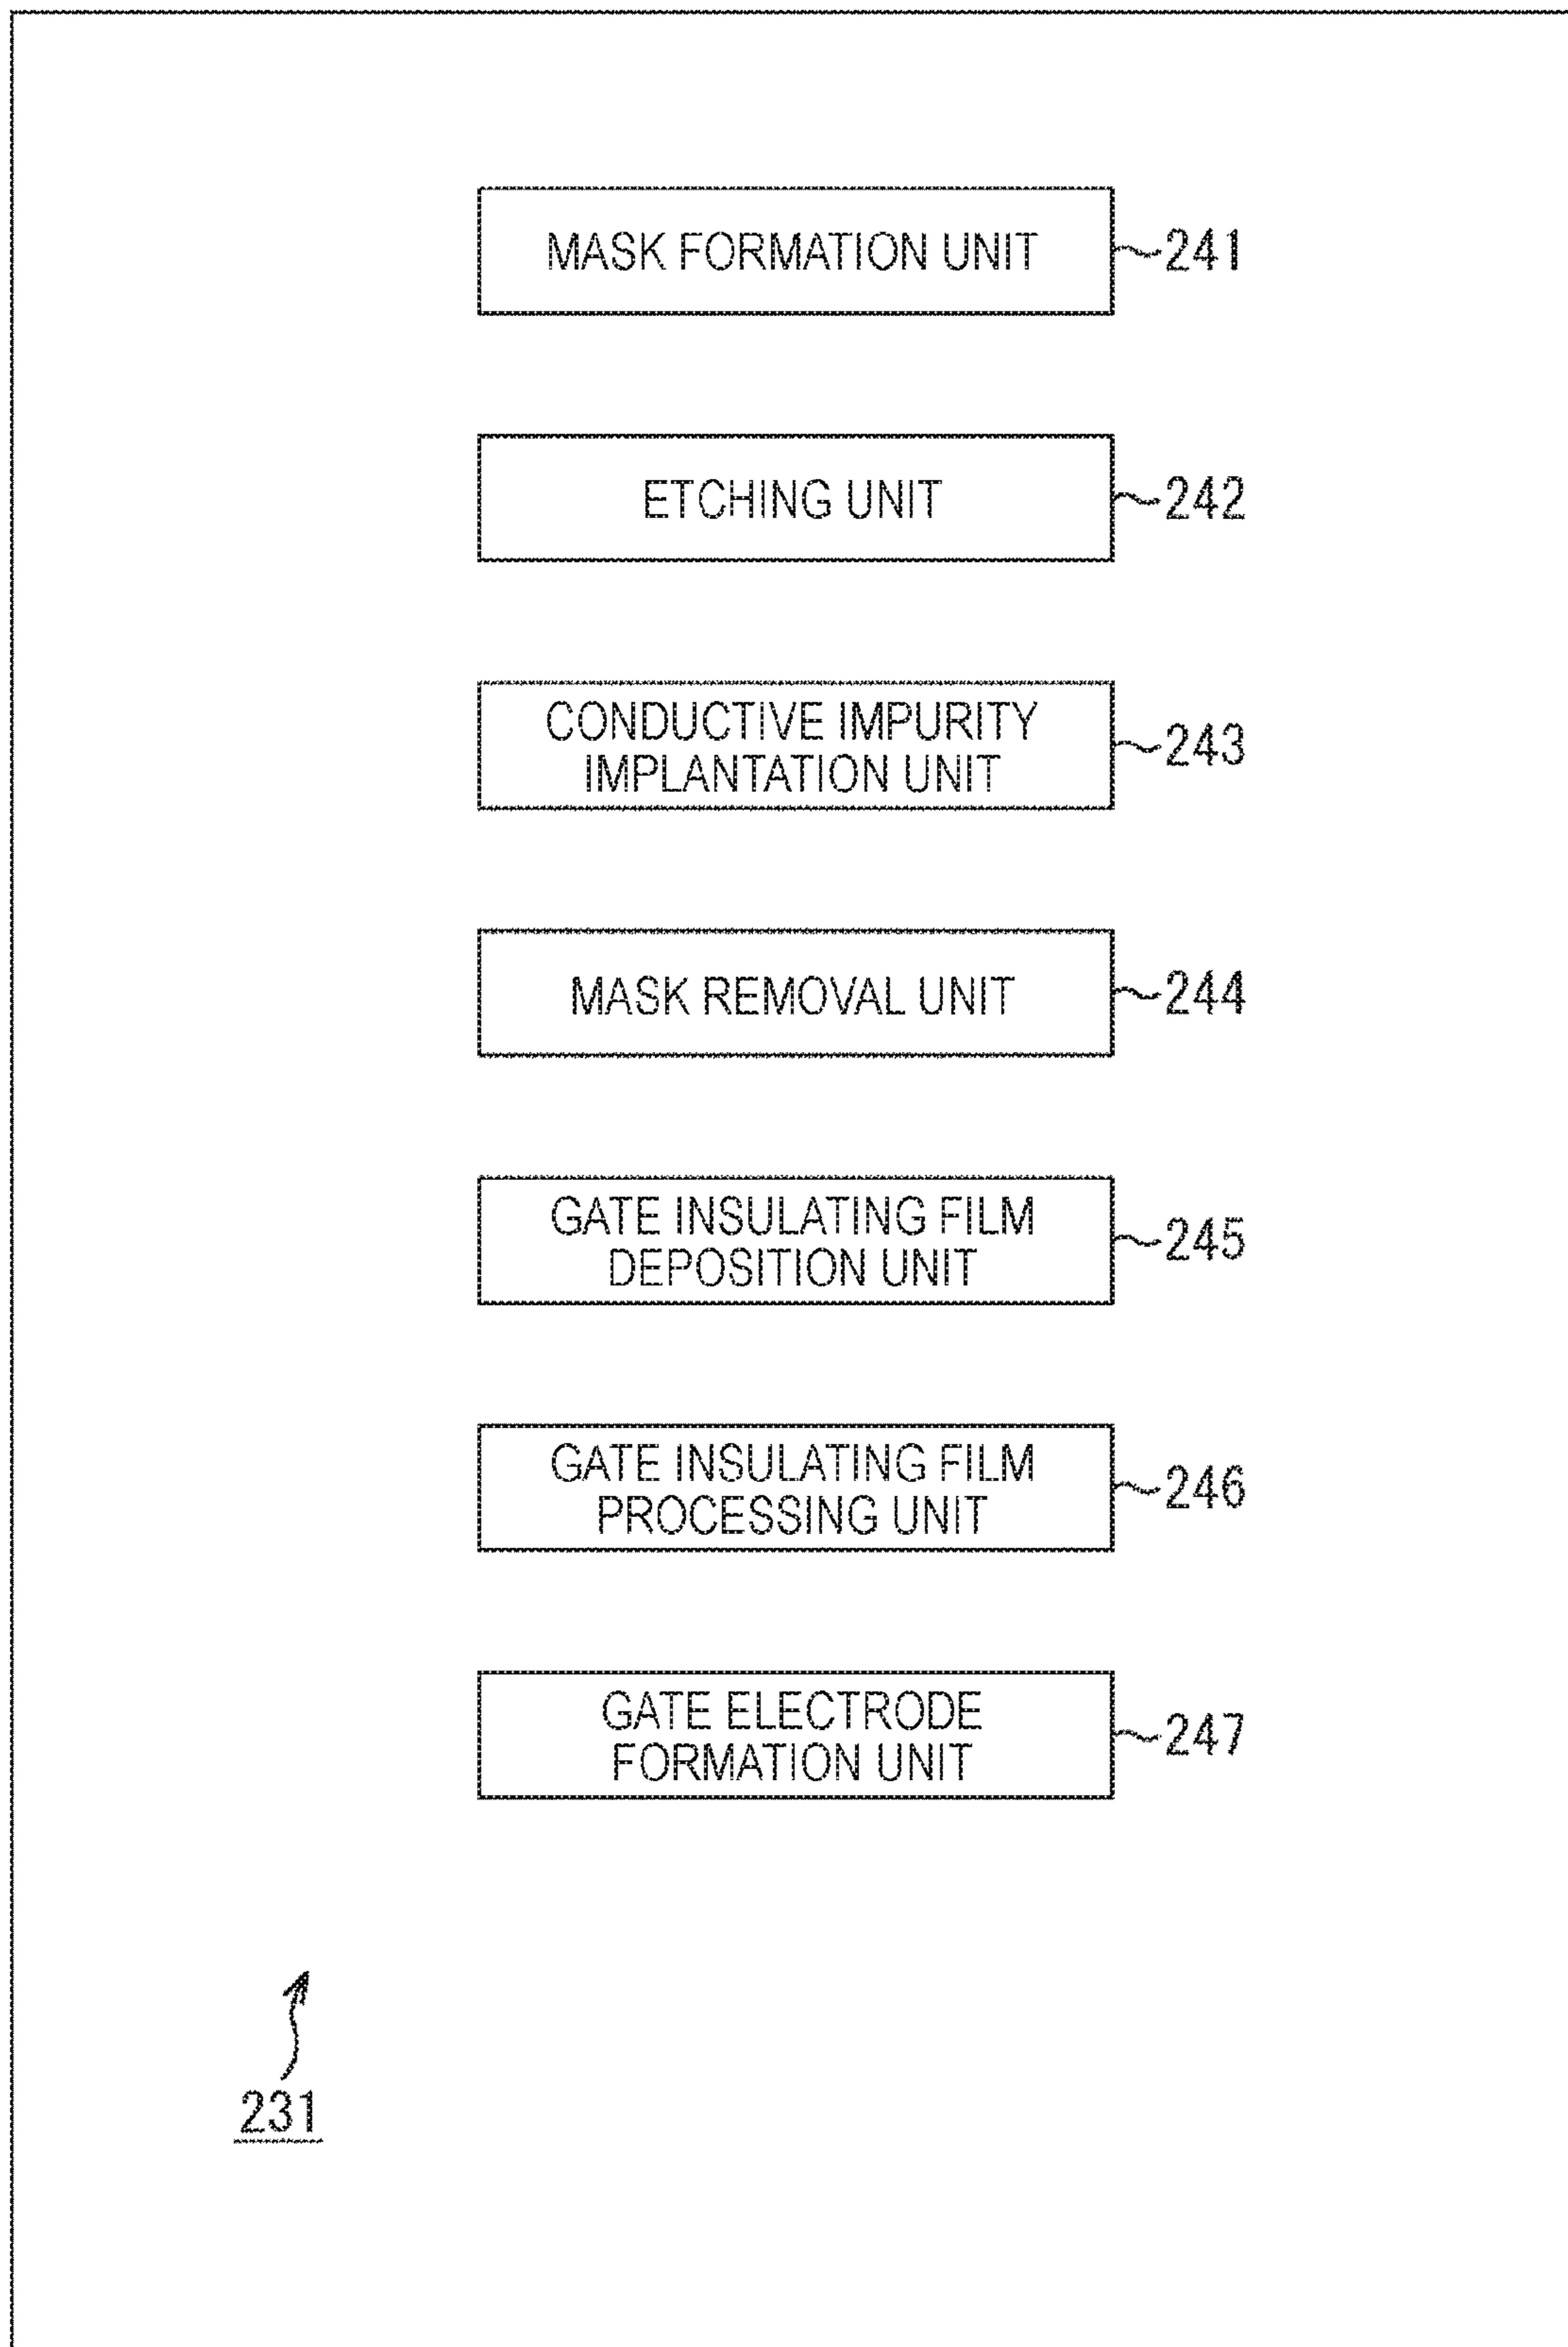 MASK FORMATION UNIT
241
ETCHING UNIT
242
CONDUCTIVE IMPURITY
IMPLANTATION UNIT
243
MASK REMOVAL UNIT
244
GATE INSULATING FILM
DEPOSITION UNIT
245
GATE INSULATING FILM
PROCESSING UNIT
246
GATE ELECTRODE
FORMATION UNIT
247
231